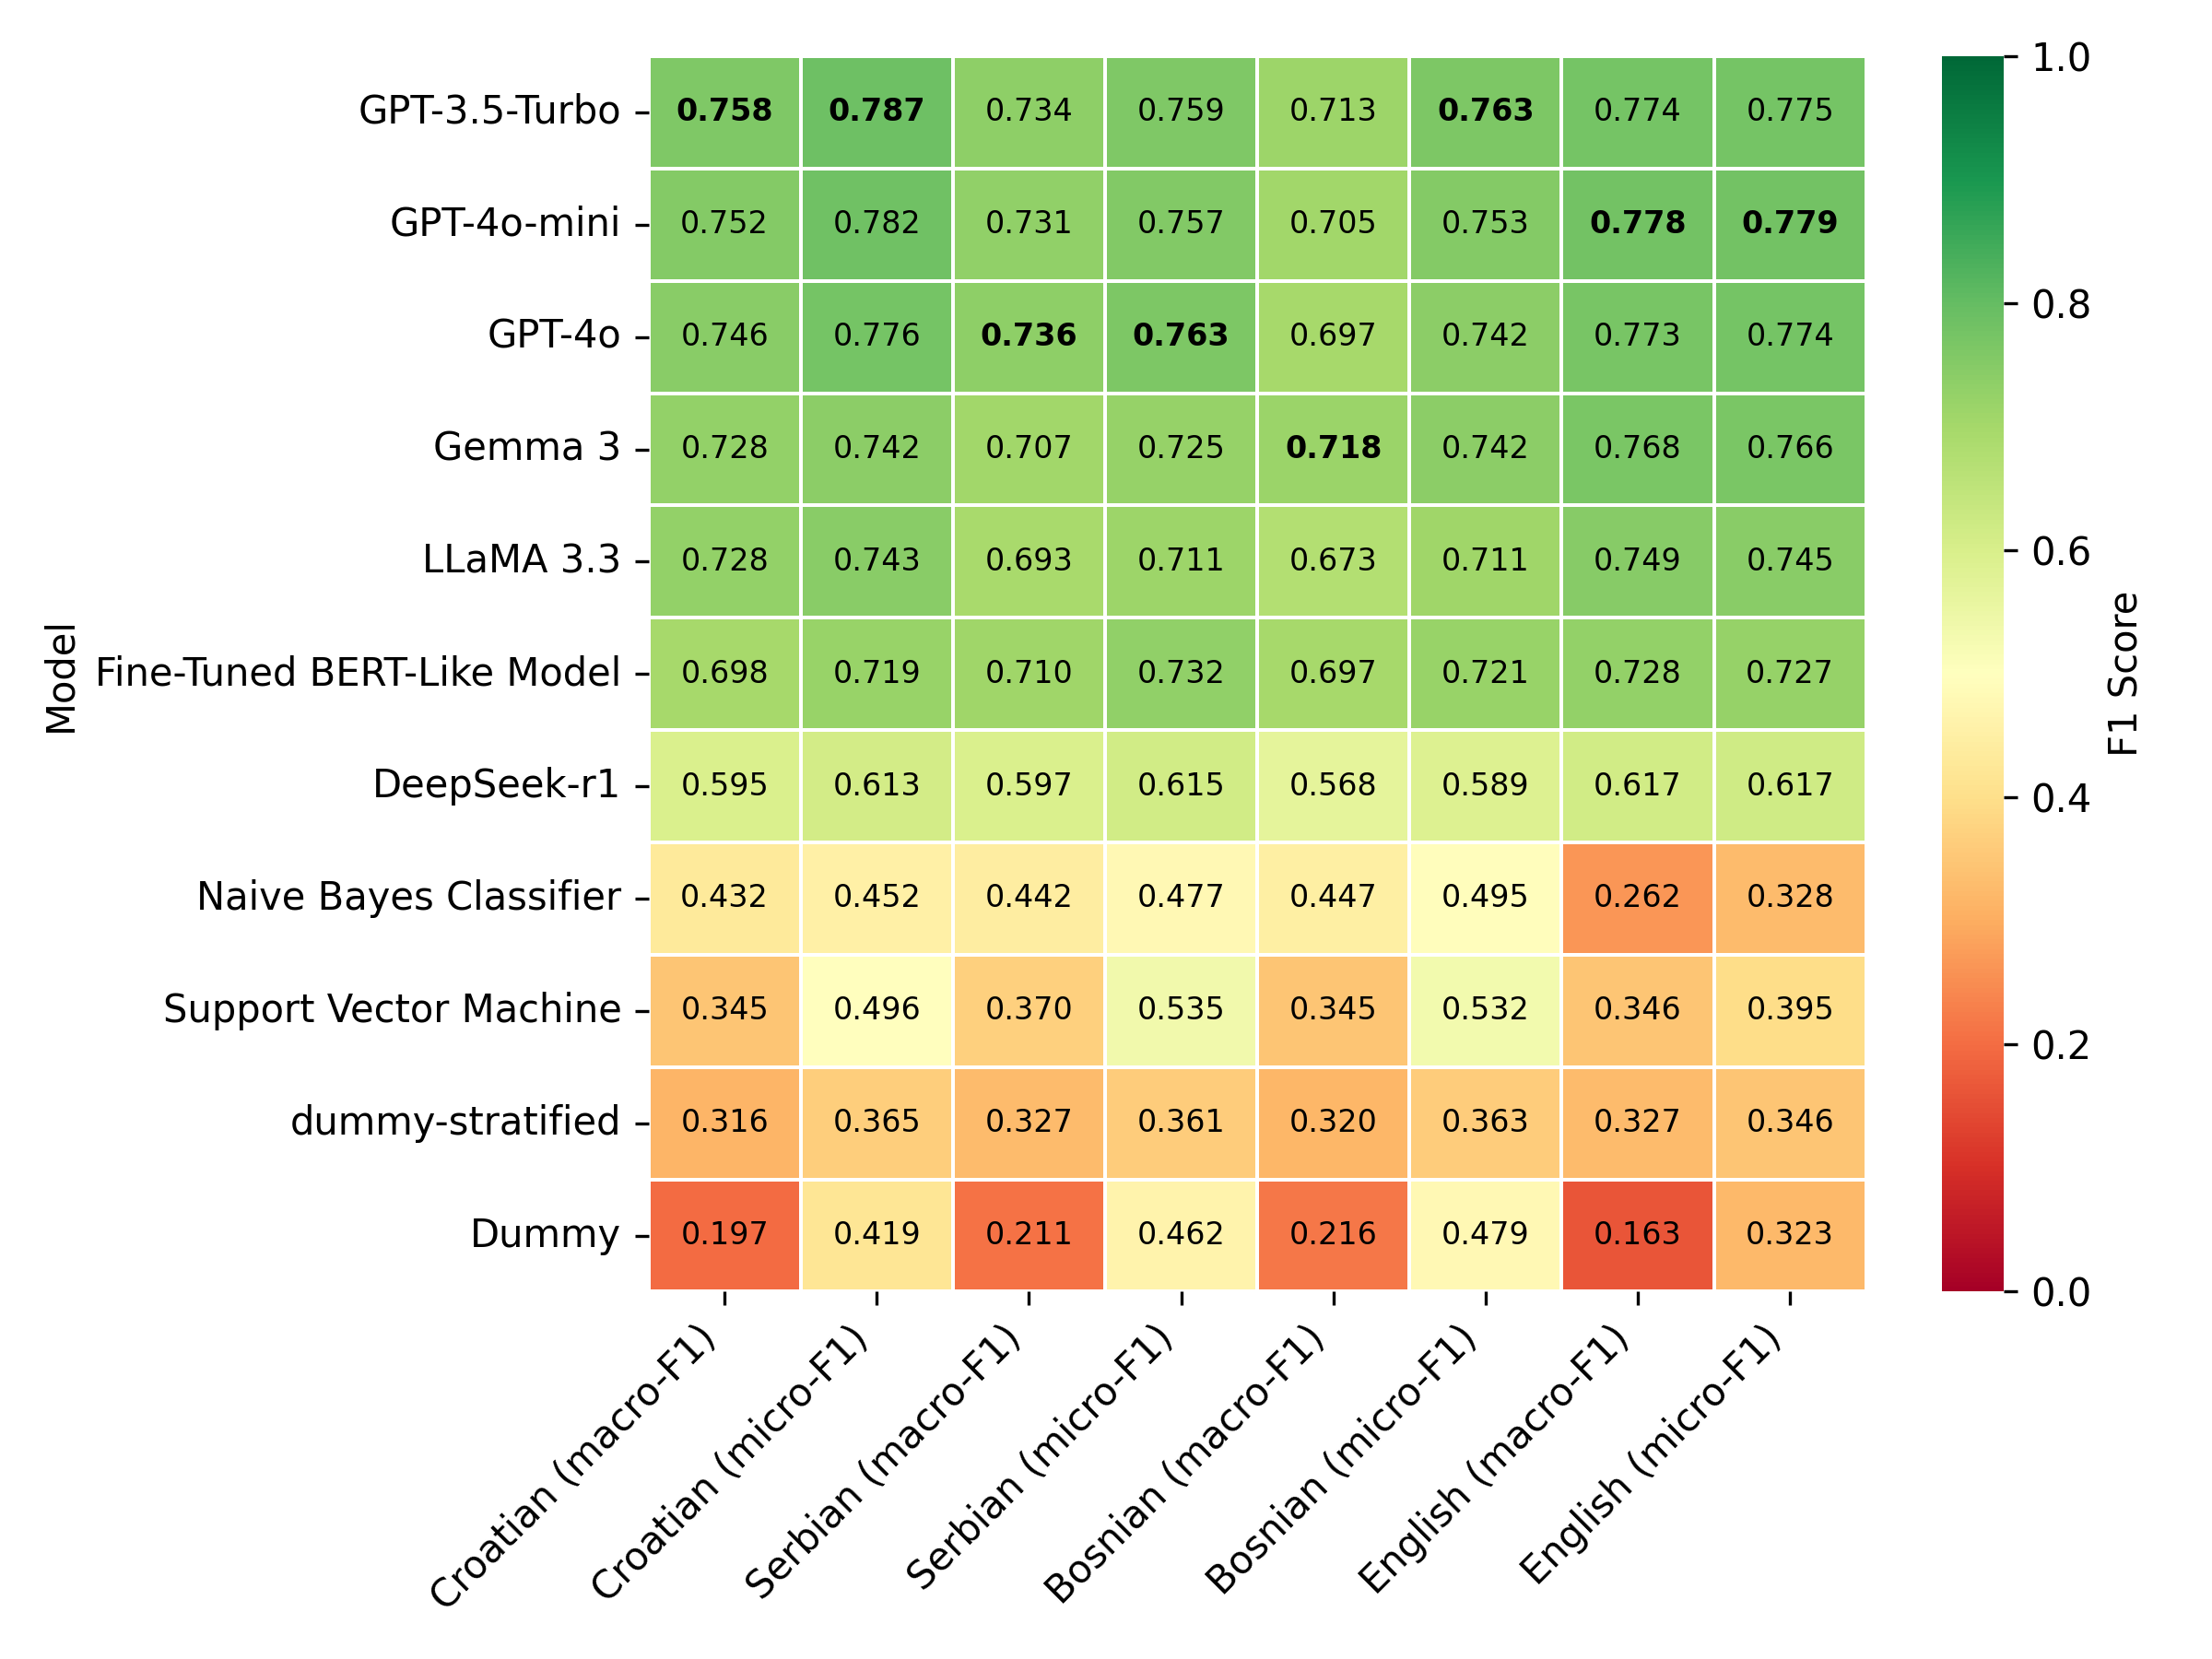 GPT-3.5-Turbo 0.758 0.787 0.734 0.759 0.713 0.763 0.774 0.775
GPT-4o-mini 0.752 0.782 0.731 0.757 0.705 0.753 0.778 0.779
GPT-4o 0.746 0.776 0.736 0.763 0.697 0.742 0.773 0.774
Gemma 3 0.728 0.742 0.707 0.725 0.718 0.742 0.768 0.766
LLaMA 3.3 0.728 0.743 0.693 0.711 0.673 0.711 0.749 0.745
Fine-Tuned BERT-Like Model 0.698 0.719 0.710 0.732 0.697 0.721 0.728 0.727
DeepSeek-r1 0.595 0.613 0.597 0.615 0.568 0.589 0.617 0.617
Naive Bayes Classifier 0.432 0.452 0.442 0.477 0.447 0.495 0.262 0.328
Support Vector Machine 0.345 0.496 0.370 0.535 0.345 0.532 0.346 0.395
dummy-stratified 0.316 0.365 0.327 0.361 0.320 0.363 0.327 0.346
Dummy 0.197 0.419 0.211 0.462 0.216 0.479 0.163 0.323
Model
Croatian (macro-F1)
Croatian (micro-F1)
Serbian (macro-F1)
Serbian (micro-F1)
Bosnian (macro-F1)
Bosnian (micro-F1)
English (macro-F1)
English (micro-F1)
1.0
0.8
0.6
0.4
0.2
0.0
F1 Score